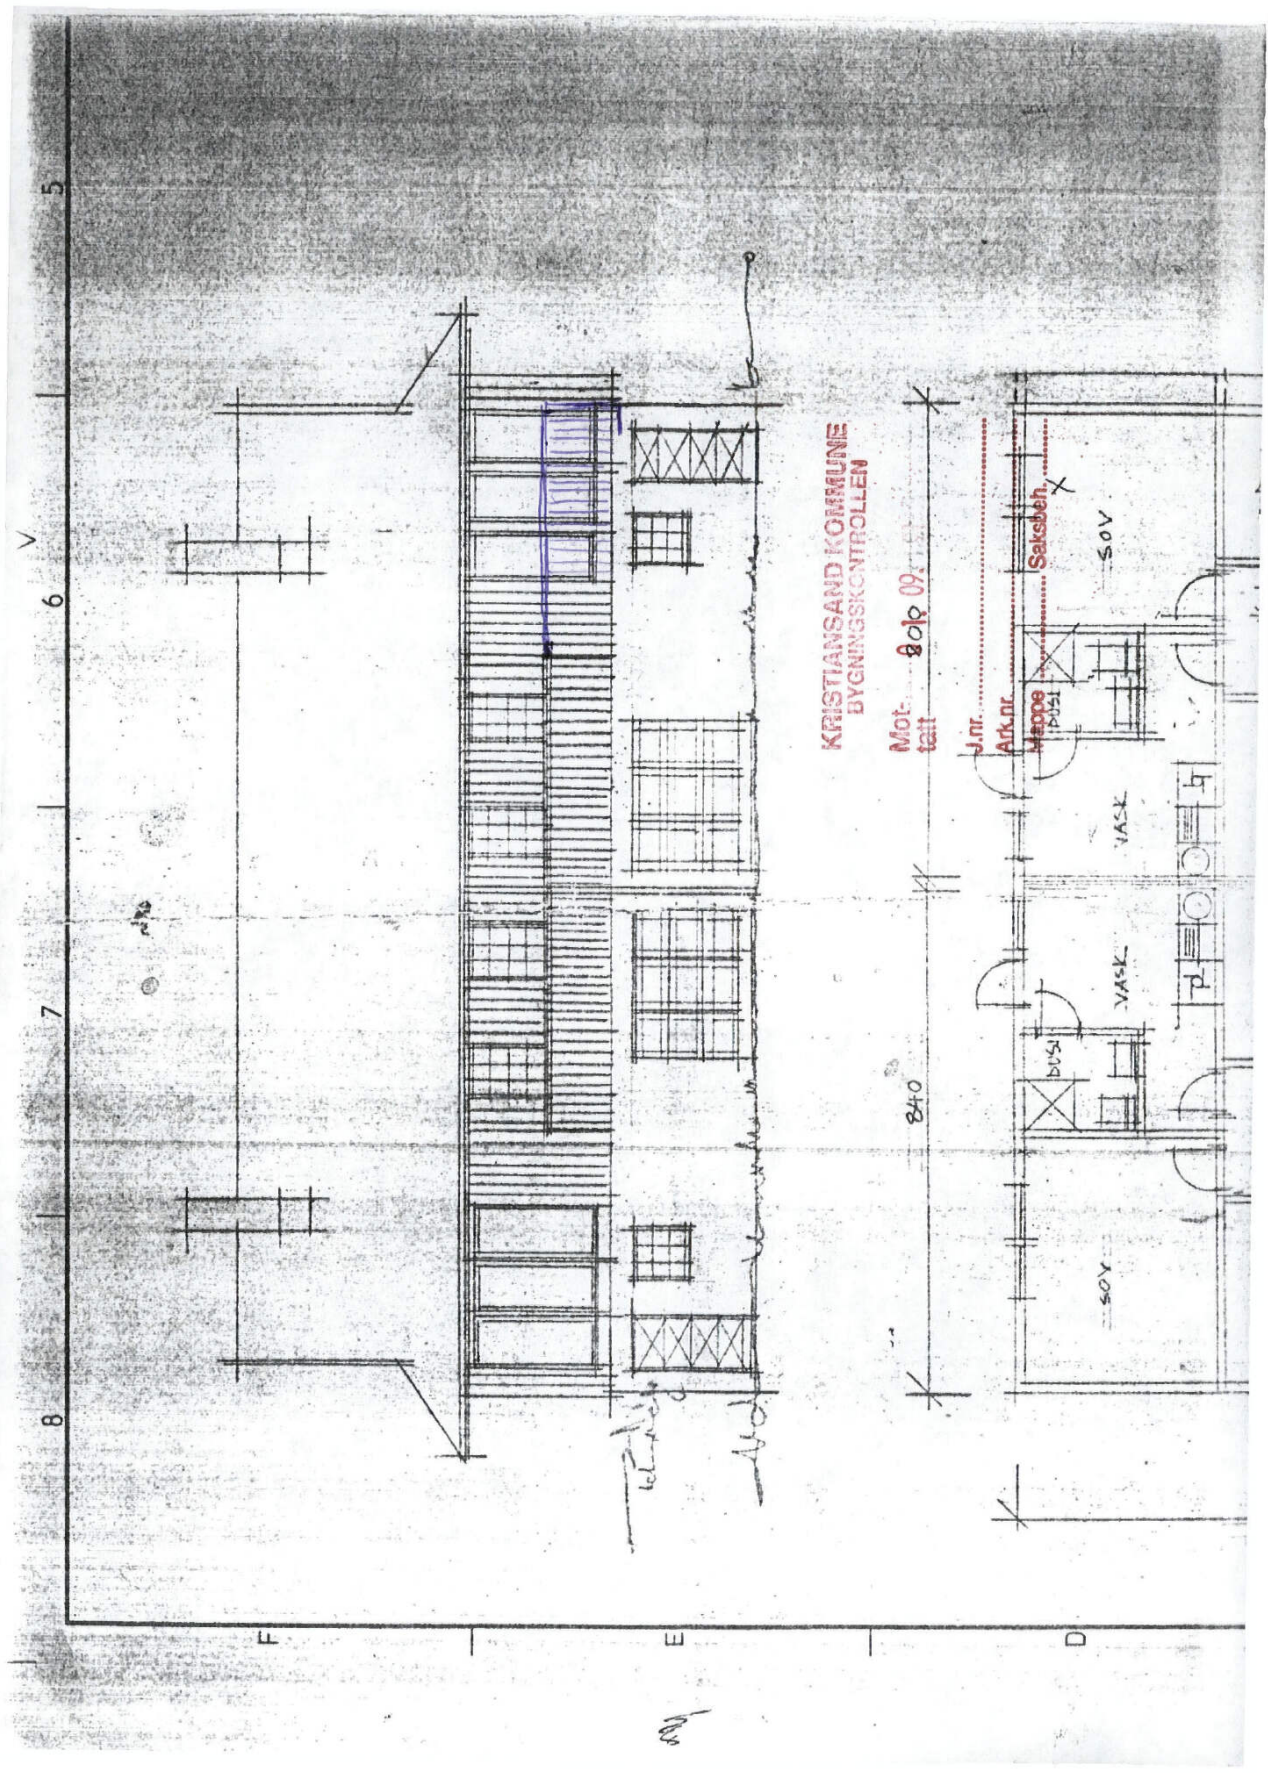 8
7
6
5
V
F
E
D
KRISTIANSAND KOMMUNE
BYGNINGSKONTROLLEN
Mot-
tatt
09.
840
J.nr.
Ark.nr.
Mappe
Saksbeh.
X
DUSJ
DUSJ
SOV
VASK
VASK
SOV